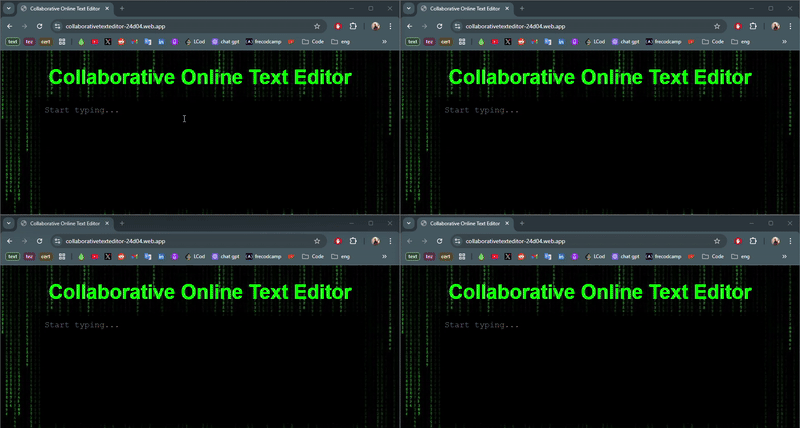 Collaborative Online Text Editor
collaborativetexteditor-24d04.web.app
text tez cert LCod chat gpt frecodcamp Code eng
Collaborative Online Text Editor
Start typing...
Collaborative Online Text Editor
collaborativetexteditor-24d04.web.app
text tez cert LCod chat gpt frecodcamp Code eng
Collaborative Online Text Editor
Start typing...
Collaborative Online Text Editor
collaborativetexteditor-24d04.web.app
text tez cert LCod chat gpt frecodcamp Code eng
Collaborative Online Text Editor
Start typing...
Collaborative Online Text Editor
collaborativetexteditor-24d04.web.app
text tez cert LCod chat gpt frecodcamp Code eng
Collaborative Online Text Editor
Start typing...